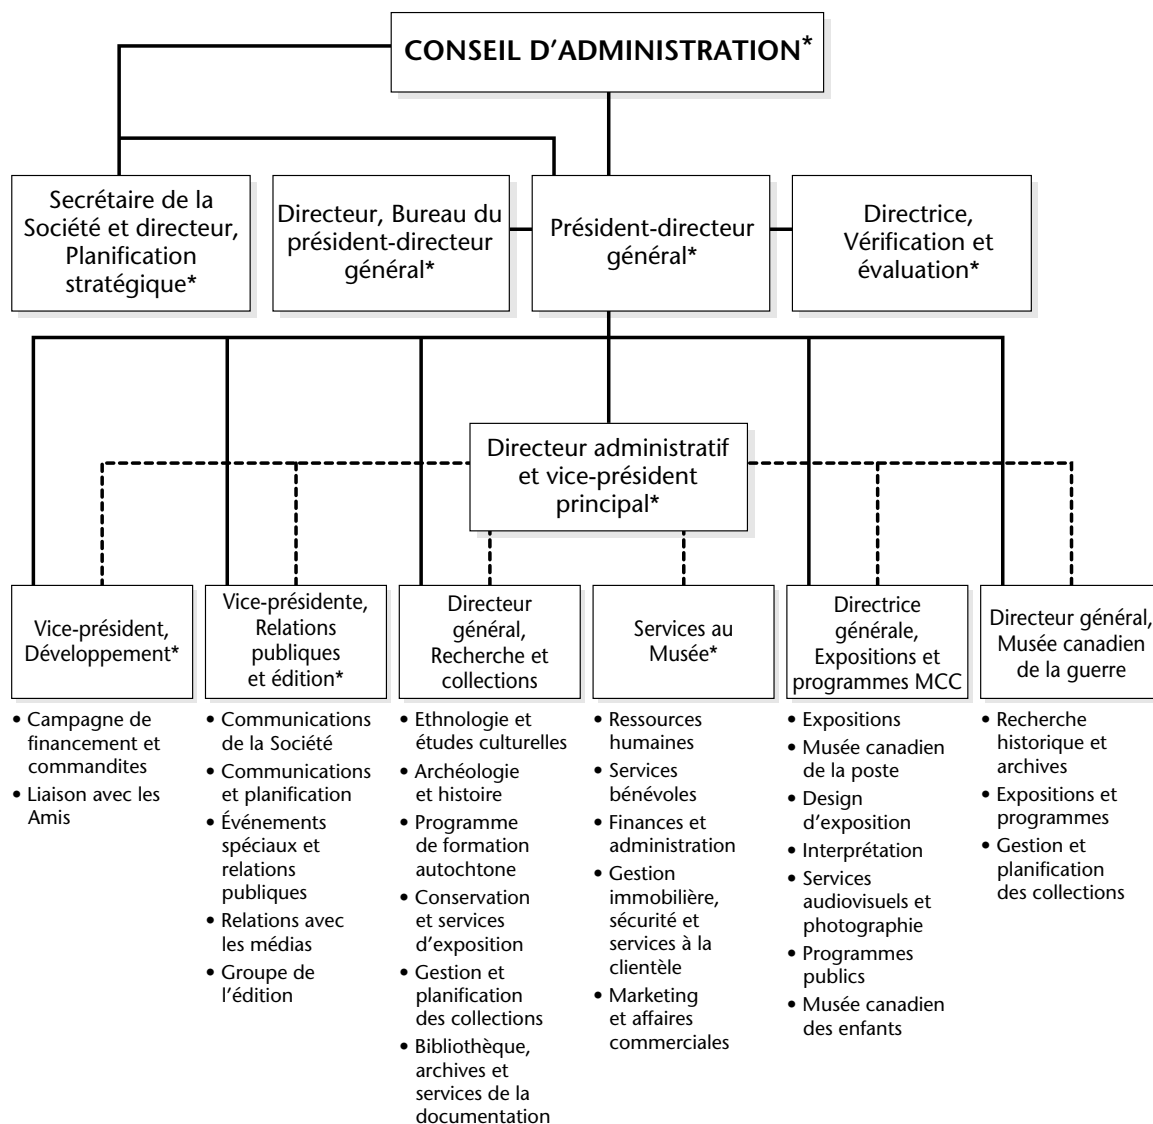 CONSEIL D'ADMINISTRATION*
Secrétaire de la
Société et directeur,
Planification
stratégique*
Directeur, Bureau du
président-directeur
général*
Président-directeur
général*
Directrice,
Vérification et
évaluation*
Directeur administratif
et vice-président
principal*
Vice-président,
Développement*
• Campagne de
financement et
commandites
• Liaison avec les
Amis
Vice-présidente,
Relations
publiques
et édition*
• Communications
de la Société
• Communications
et planification
• Événements
spéciaux et
relations
publiques
• Relations avec
les médias
• Groupe de
l'édition
Directeur
général,
Recherche et
collections
• Ethnologie et
études culturelles
• Archéologie
et histoire
• Programme
de formation
autochtone
• Conservation
et services
d'exposition
• Gestion et
planification
des collections
• Bibliothèque,
archives et
services de la
documentation
Services au
Musée*
• Ressources
humaines
• Services
bénévoles
• Finances et
administration
• Gestion
immobilière,
sécurité et
services à la
clientèle
• Marketing
et affaires
commerciales
Directrice
générale,
Expositions et
programmes MCC
• Expositions
• Musée canadien
de la poste
• Design
d'exposition
• Interprétation
• Services
audiovisuels et
photographie
• Programmes
publics
• Musée canadien
des enfants
Directeur général,
Musée canadien
de la guerre
• Recherche
historique et
archives
• Expositions et
programmes
• Gestion et
planification
des collections